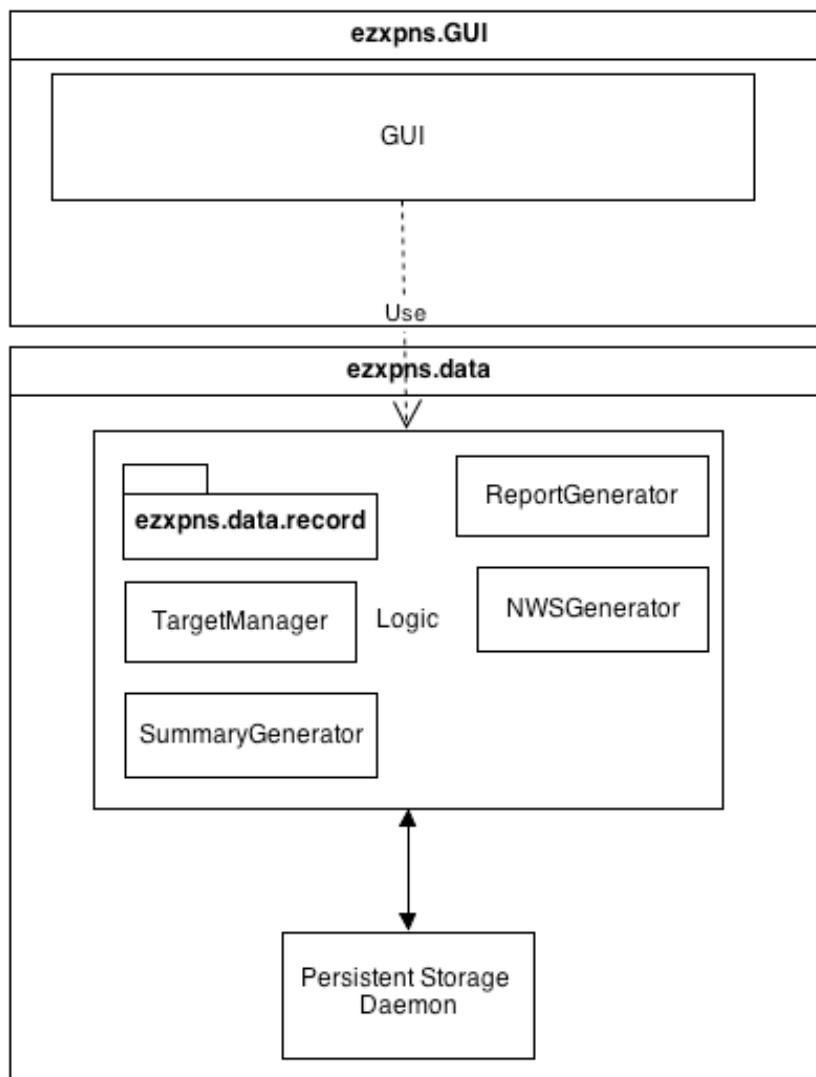 ezxpns.GUI
GUI
Use
ezxpns.data
ezxpns.data.record
ReportGenerator
TargetManager
Logic
NWSGenerator
SummaryGenerator
Persistent Storage
Daemon